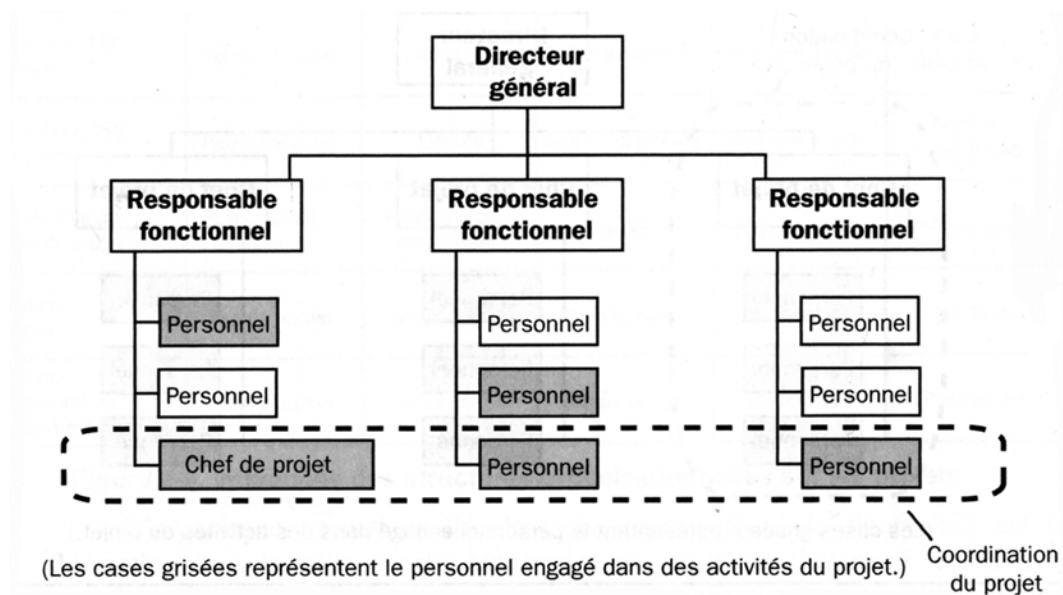 Directeur
général
Responsable
fonctionnel
Responsable
fonctionnel
Responsable
fonctionnel
Personnel
Personnel
Personnel
Personnel
Personnel
Personnel
Chef de projet
Personnel
Personnel
(Les cases grisées représentent le personnel engagé dans des activités du projet.)
Coordination
du projet